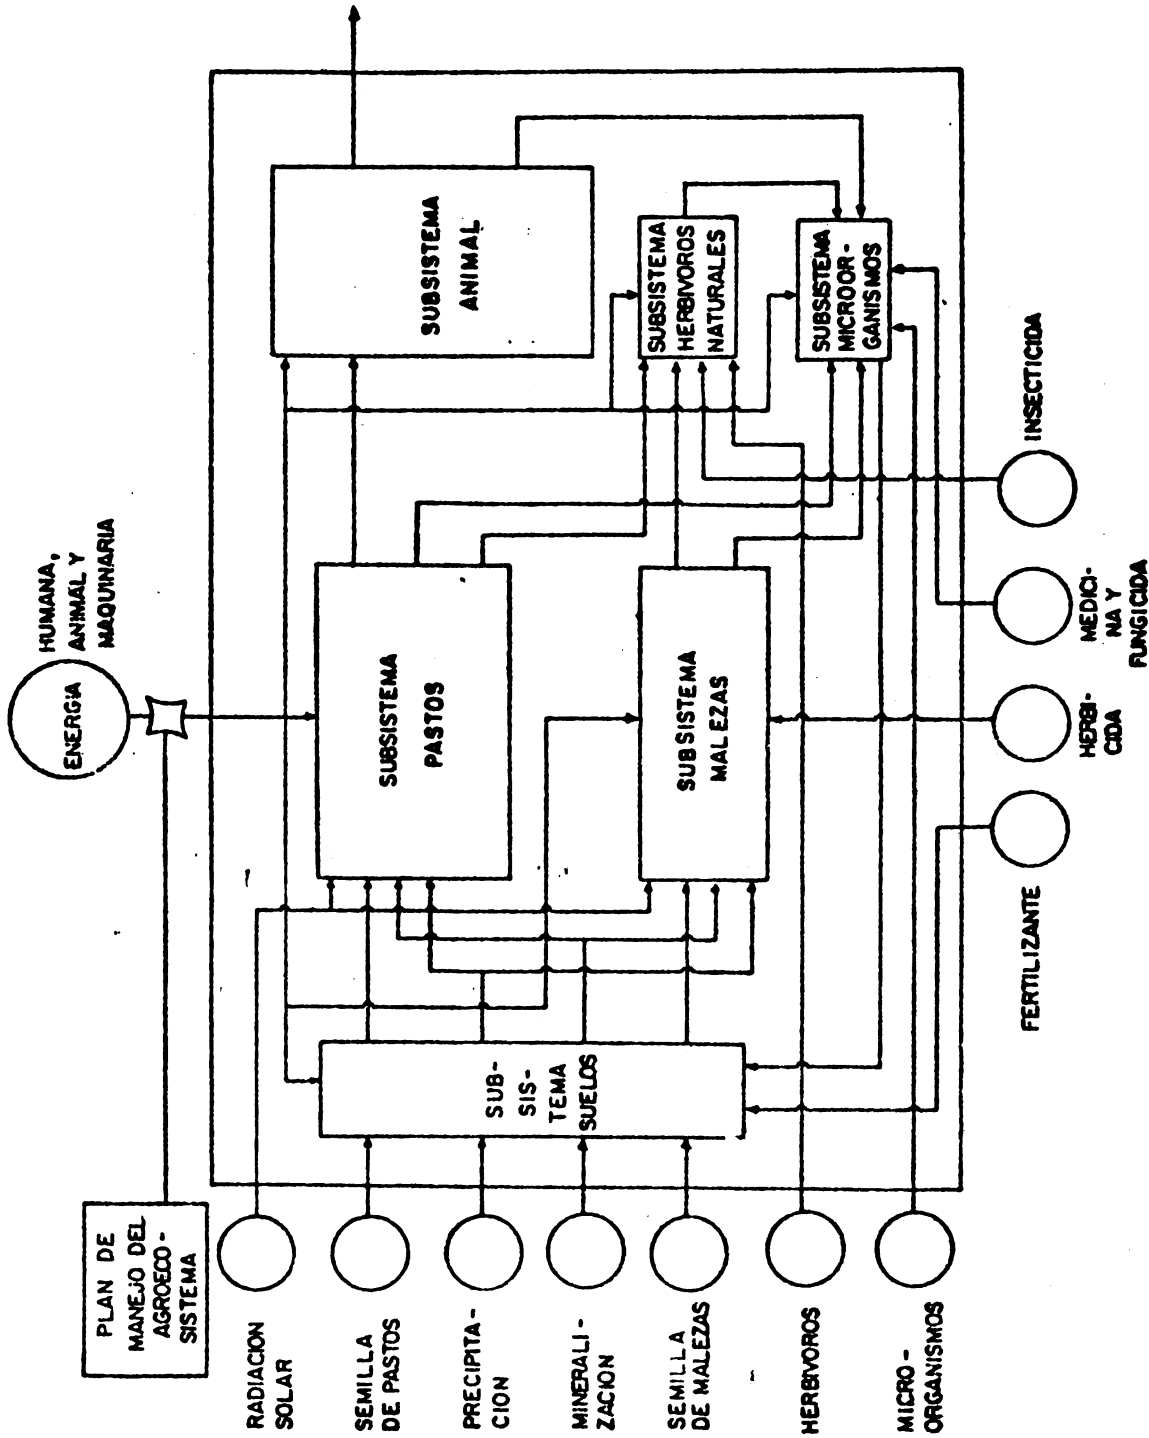 PLAN DE
MANEJO DEL
AGROECO-
SISTEMA
ENERGIA
HUMANA,
ANIMAL Y
MAQUINARIA
RADIACION
SOLAR
SEMILLA
DE PASTOS
PRECIPITA-
CION
MINERALI-
ZACION
SEMILLA
DE MALEZAS
HERBIVOROS
MICRO-
ORGANISMOS
SUB-
SIS-
TEMA
SUELOS
SUBSISTEMA
PASTOS
SUBSISTEMA
MALEZAS
SUBSISTEMA
ANIMAL
SUBSISTEMA
HERBIVOROS
NATURALES
SUBSISTEMA
MICROOR-
GANISMOS
FERTILIZANTE
HERBI-
CIDA
MEDICI-
NA Y
FUNGICIDA
INSECTICIDA